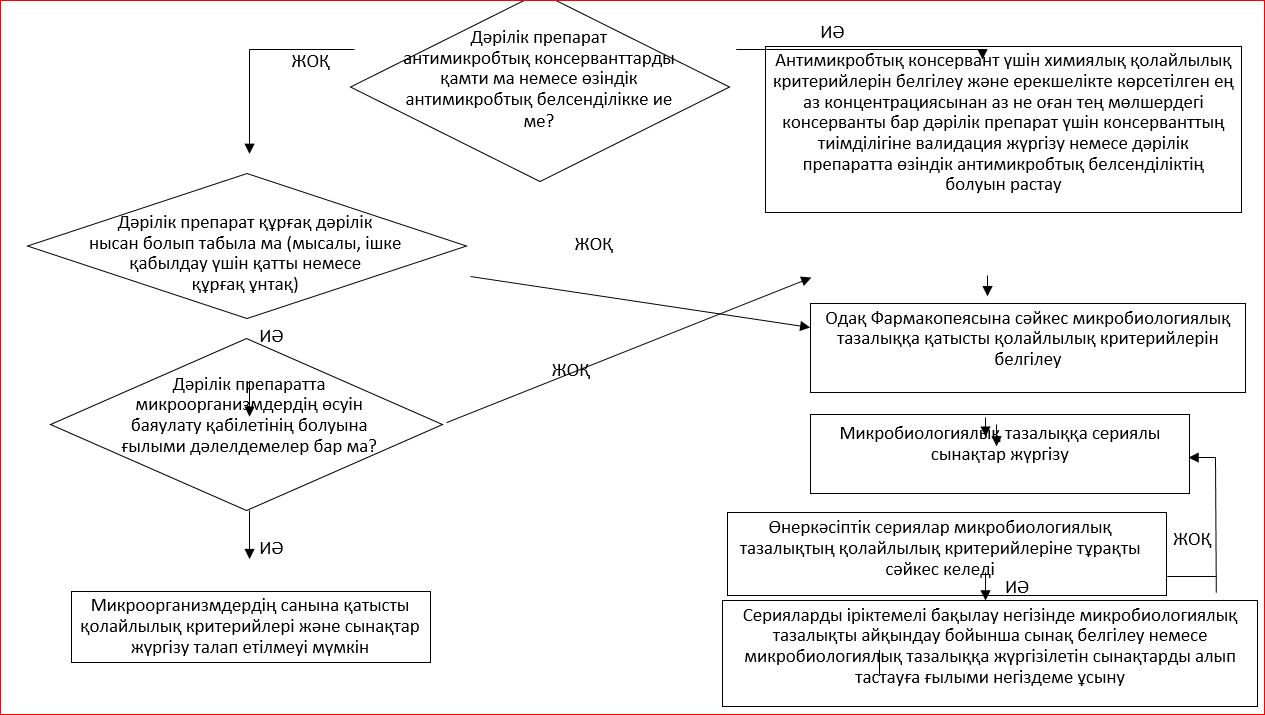 Дәрілік препарат
антимикробтық консерванттарды
қамти ма немесе өзіндік
антимикробтық белсенділікке ие
ме?
ЖОҚ
ИӘ
Антимикробтық консервант үшін химиялық қолайлылық
критерийлерін белгілеу және ерекшелікте көрсетілген ең
аз концентрациясынан аз не оған тең мөлшердегі
консерванты бар дәрілік препарат үшін консерванттың
тиімділігіне валидация жүргізу немесе дәрілік
препаратта өзіндік антимикробтық белсенділіктің
болуын растау
Дәрілік препарат құрғақ дәрілік
нысан болып табыла ма (мысалы, ішке
қабылдау үшін қатты немесе
құрғақ ұнтақ)
ЖОҚ
ИӘ
Одақ Фармакопеясына сәйкес микробиологиялық
тазалыққа қатысты қолайлылық критерийлерін
белгілеу
Дәрілік препаратта
микроорганизмдердің өсуін
баяулату қабілетінің болуына
ғылыми дәлелдемелер бар ма?
ЖОҚ
Микробиологиялық тазалыққа сериялы
сынақтар жүргізу
Өнеркәсіптік сериялар микробиологиялық
тазалықтың қолайлылық критерийлеріне тұрақты
сәйкес келеді
ЖОҚ
ИӘ
ИӘ
Микроорганизмдердің санына қатысты
қолайлылық критерийлері және сынақтар
жүргізу талап етілмеуі мүмкін
Серияларды іріктемелі бақылау негізінде микробиологиялық
тазалықты айқындау бойынша сынақ белгілеу немесе
микробиологиялық тазалыққа жүргізілетін сынақтарды алып
тастауға ғылыми негіздеме ұсыну